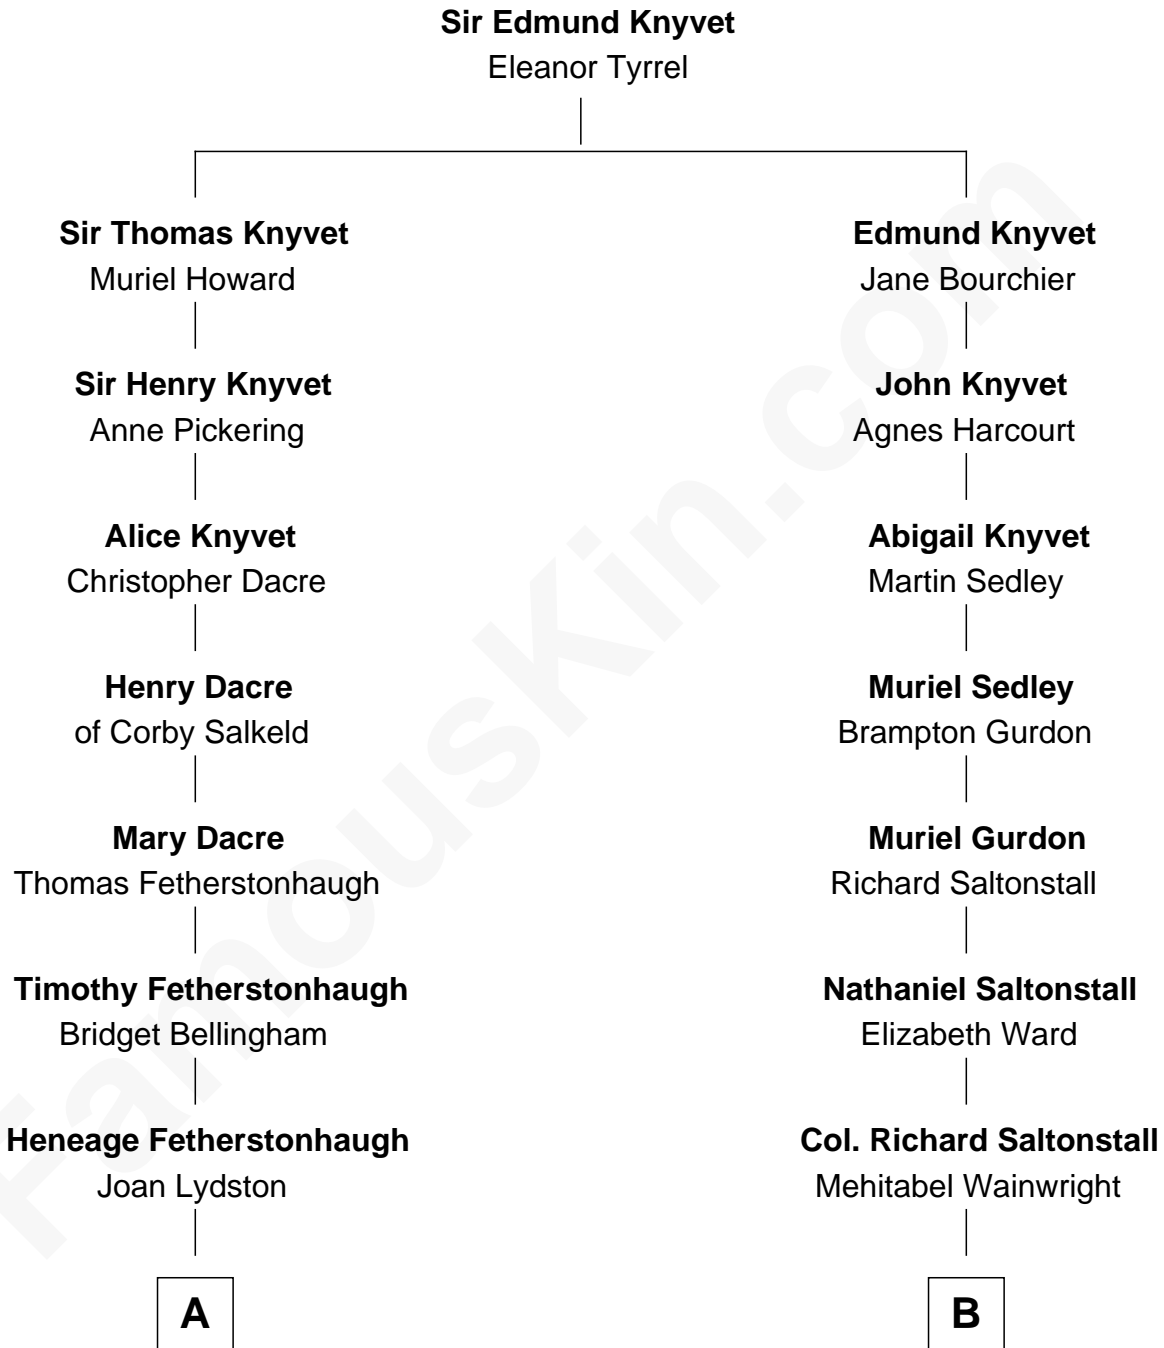 Sir Edmund Knyvet
Eleanor Tyrrel
Sir Thomas Knyvet
Muriel Howard
Edmund Knyvet
Jane Bourchier
Sir Henry Knyvet
Anne Pickering
John Knyvet
Agnes Harcourt
Alice Knyvet
Christopher Dacre
Abigail Knyvet
Martin Sedley
Henry Dacre
of Corby Salkeld
Muriel Sedley
Brampton Gurdon
Mary Dacre
Thomas Fetherstonhaugh
Muriel Gurdon
Richard Saltonstall
Timothy Fetherstonhaugh
Bridget Bellingham
Nathaniel Saltonstall
Elizabeth Ward
Heneage Fetherstonhaugh
Joan Lydston
Col. Richard Saltonstall
Mehitabel Wainwright
A
B
FamousKin.com